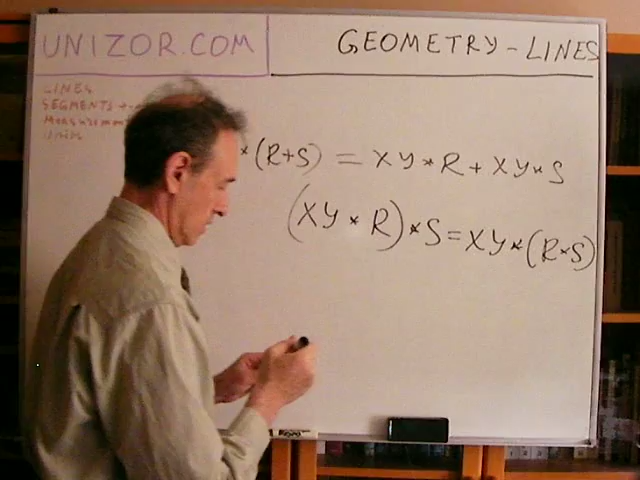 UNIZOR.COM
GEOMETRY - LINES
LINES
SEGMENTS +
*(R+S) = XY*R + XY*S
(XY * R) * S = XY * (R*S)